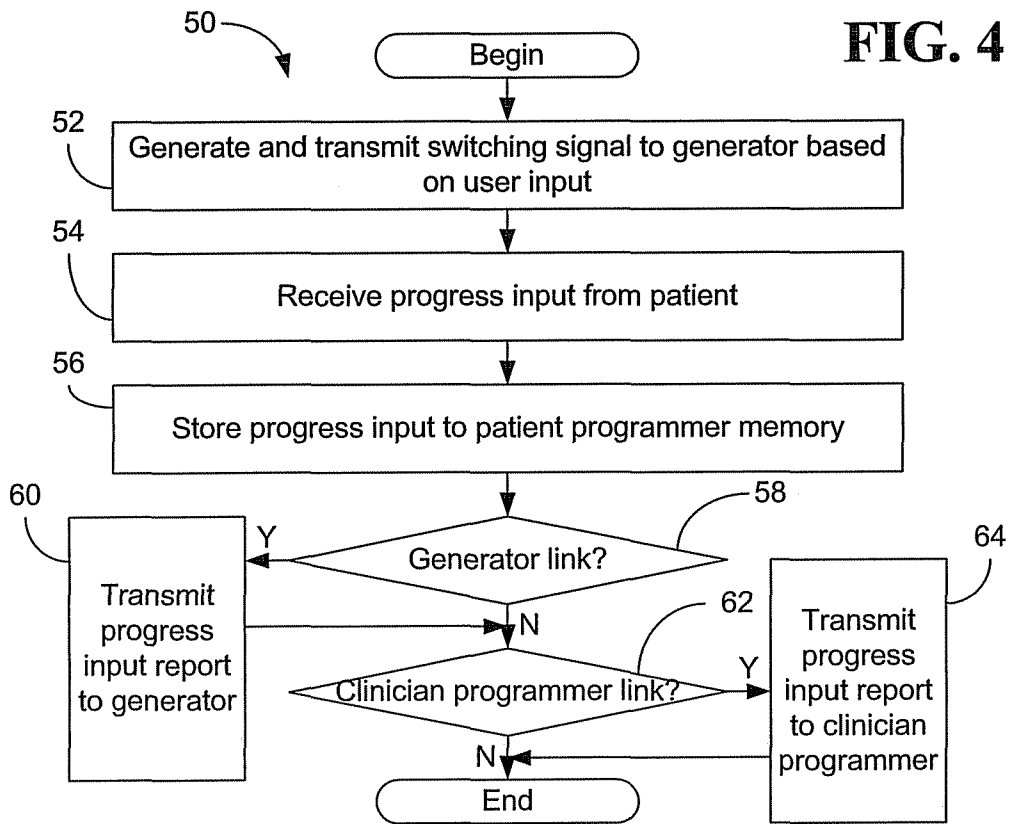 50
Begin
FIG. 4
52
Generate and transmit switching signal to generator based
on user input
54
Receive progress input from patient
56
Store progress input to patient programmer memory
58
Generator link?
Y
N
60
Transmit
progress
input report
to generator
62
Clinician programmer link?
Y
N
64
Transmit
progress
input report
to clinician
programmer
End